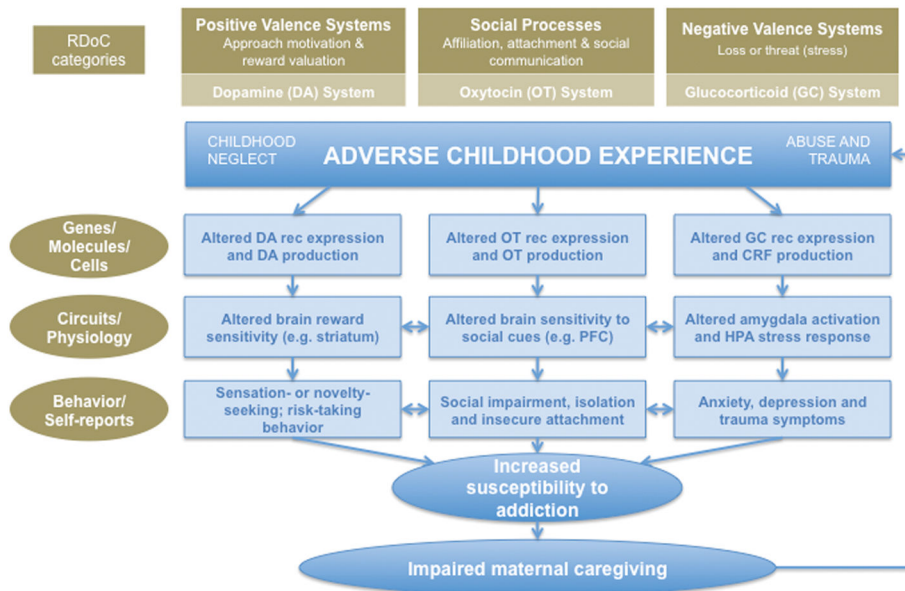 RDoC
categories
Positive Valence Systems
Approach motivation &
reward valuation
Dopamine (DA) System
Social Processes
Affiliation, attachment & social
communication
Oxytocin (OT) System
Negative Valence Systems
Loss or threat (stress)
Glucocorticoid (GC) System
CHILDHOOD
NEGLECT
ADVERSE CHILDHOOD EXPERIENCE
ABUSE AND
TRAUMA
Genes/
Molecules/
Cells
Altered DA rec expression
and DA production
Altered OT rec expression
and OT production
Altered GC rec expression
and CRF production
Circuits/
Physiology
Altered brain reward
sensitivity (e.g. striatum)
Altered brain sensitivity to
social cues (e.g. PFC)
Altered amygdala activation
and HPA stress response
Behavior/
Self-reports
Sensation- or novelty-
seeking; risk-taking
behavior
Social impairment, isolation
and insecure attachment
Anxiety, depression and
trauma symptoms
Increased
susceptibility to
addiction
Impaired maternal caregiving